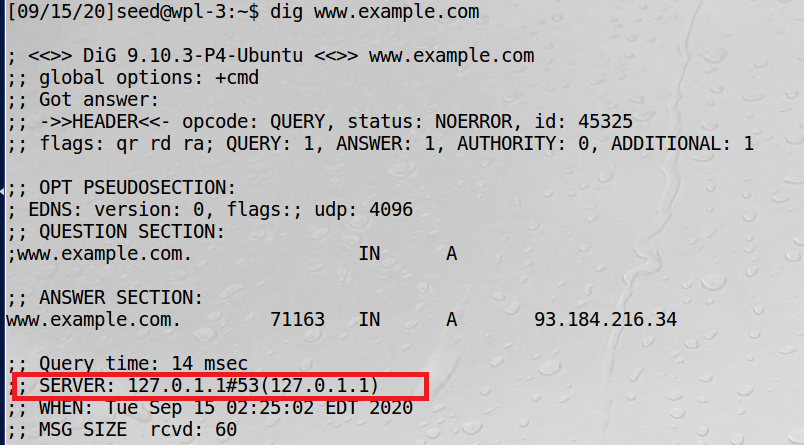 [09/15/20]seed@wpl-3:~$ dig www.example.com
; <<>> DiG 9.10.3-P4-Ubuntu <<>> www.example.com
;; global options: +cmd
;; Got answer:
;; ->>HEADER<<- opcode: QUERY, status: NOERROR, id: 45325
;; flags: qr rd ra; QUERY: 1, ANSWER: 1, AUTHORITY: 0, ADDITIONAL: 1
;; OPT PSEUDOSECTION:
; EDNS: version: 0, flags:; udp: 4096
;; QUESTION SECTION:
;www.example.com. IN A
;; ANSWER SECTION:
www.example.com. 71163 IN A 93.184.216.34
;; Query time: 14 msec
;; SERVER: 127.0.1.1#53(127.0.1.1)
;; WHEN: Tue Sep 15 02:25:02 EDT 2020
;; MSG SIZE rcvd: 60